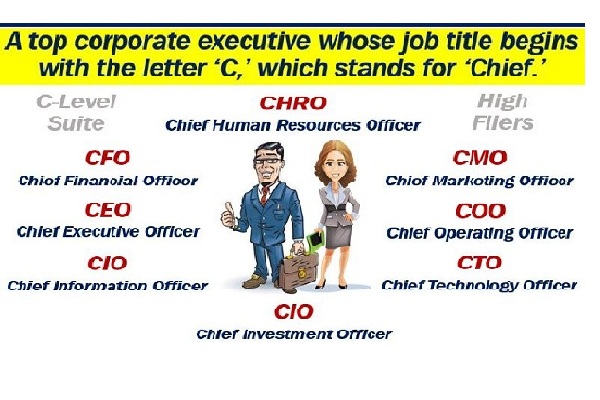 A top corporate executive whose job title begins
with the letter ‘C,’ which stands for ‘Chief.’
C-Level
Suite
CHRO
Chief Human Resources Officer
High
Fliers
CFO
Chief Financial Officer
CMO
Chief Marketing Officer
CEO
Chief Executive Officer
COO
Chief Operating Officer
CIO
Chief Information Officer
CTO
Chief Technology Officer
CIO
Chief Investment Officer